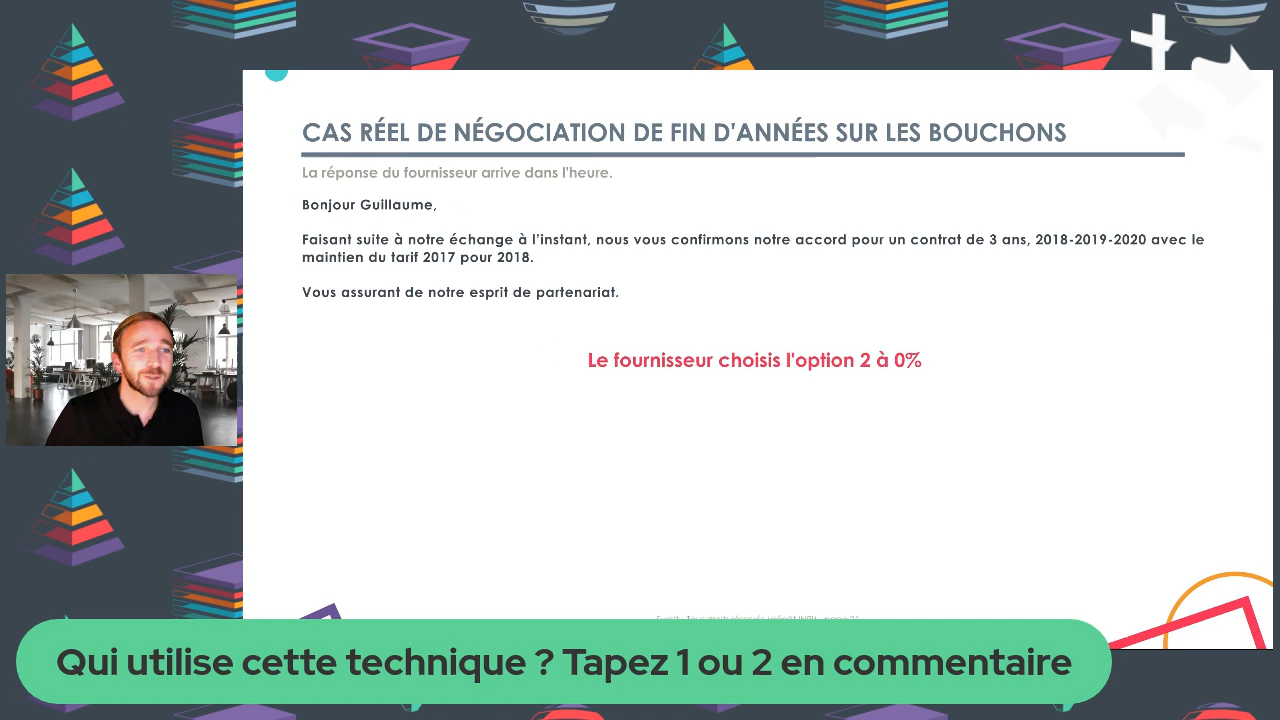 CAS RÉEL DE NÉGOCIATION DE FIN D'ANNÉES SUR LES BOUCHONS
La réponse du fournisseur arrive dans l'heure.
Bonjour Guillaume,
Faisant suite à notre échange à l'instant, nous vous confirmons notre accord pour un contrat de 3 ans, 2018-2019-2020 avec le
maintien du tarif 2017 pour 2018.
Vous assurant de notre esprit de partenariat.
Le fournisseur choisis l'option 2 à 0%
Qui utilise cette technique ? Tapez 1 ou 2 en commentaire